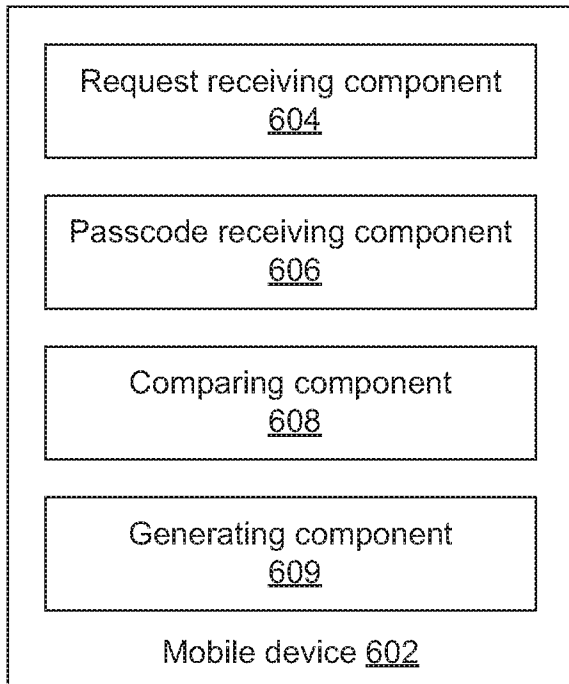 Request receiving component
604
Passcode receiving component
606
Comparing component
608
Generating component
609
Mobile device 602